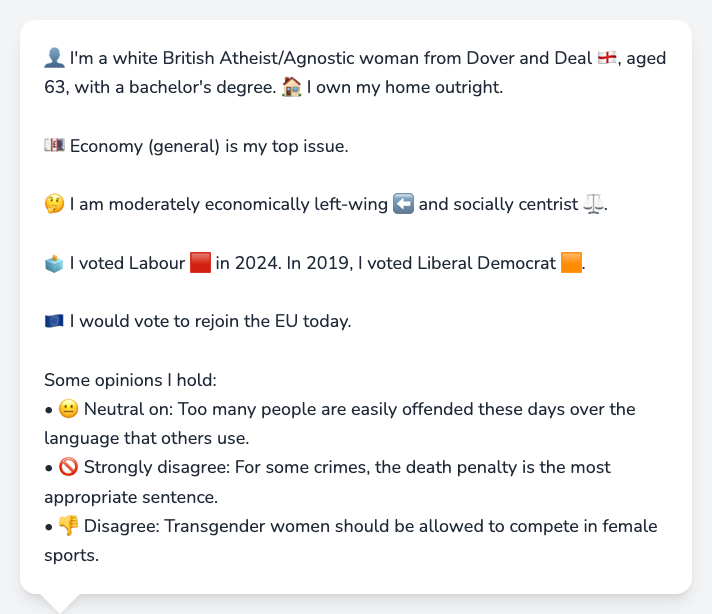 👤 I'm a white British Atheist/Agnostic woman from Dover and Deal 🏴󠁧󠁢󠁥󠁮󠁧󠁿, aged
63, with a bachelor's degree. 🏠 I own my home outright.
💷 Economy (general) is my top issue.
🤔 I am moderately economically left-wing ⬅️ and socially centrist ⚖️.
🗳️ I voted Labour 🟥 in 2024. In 2019, I voted Liberal Democrat 🟧.
🇪🇺 I would vote to rejoin the EU today.
Some opinions I hold:
• 😐 Neutral on: Too many people are easily offended these days over the
language that others use.
• 🚫 Strongly disagree: For some crimes, the death penalty is the most
appropriate sentence.
• 👎 Disagree: Transgender women should be allowed to compete in female
sports.